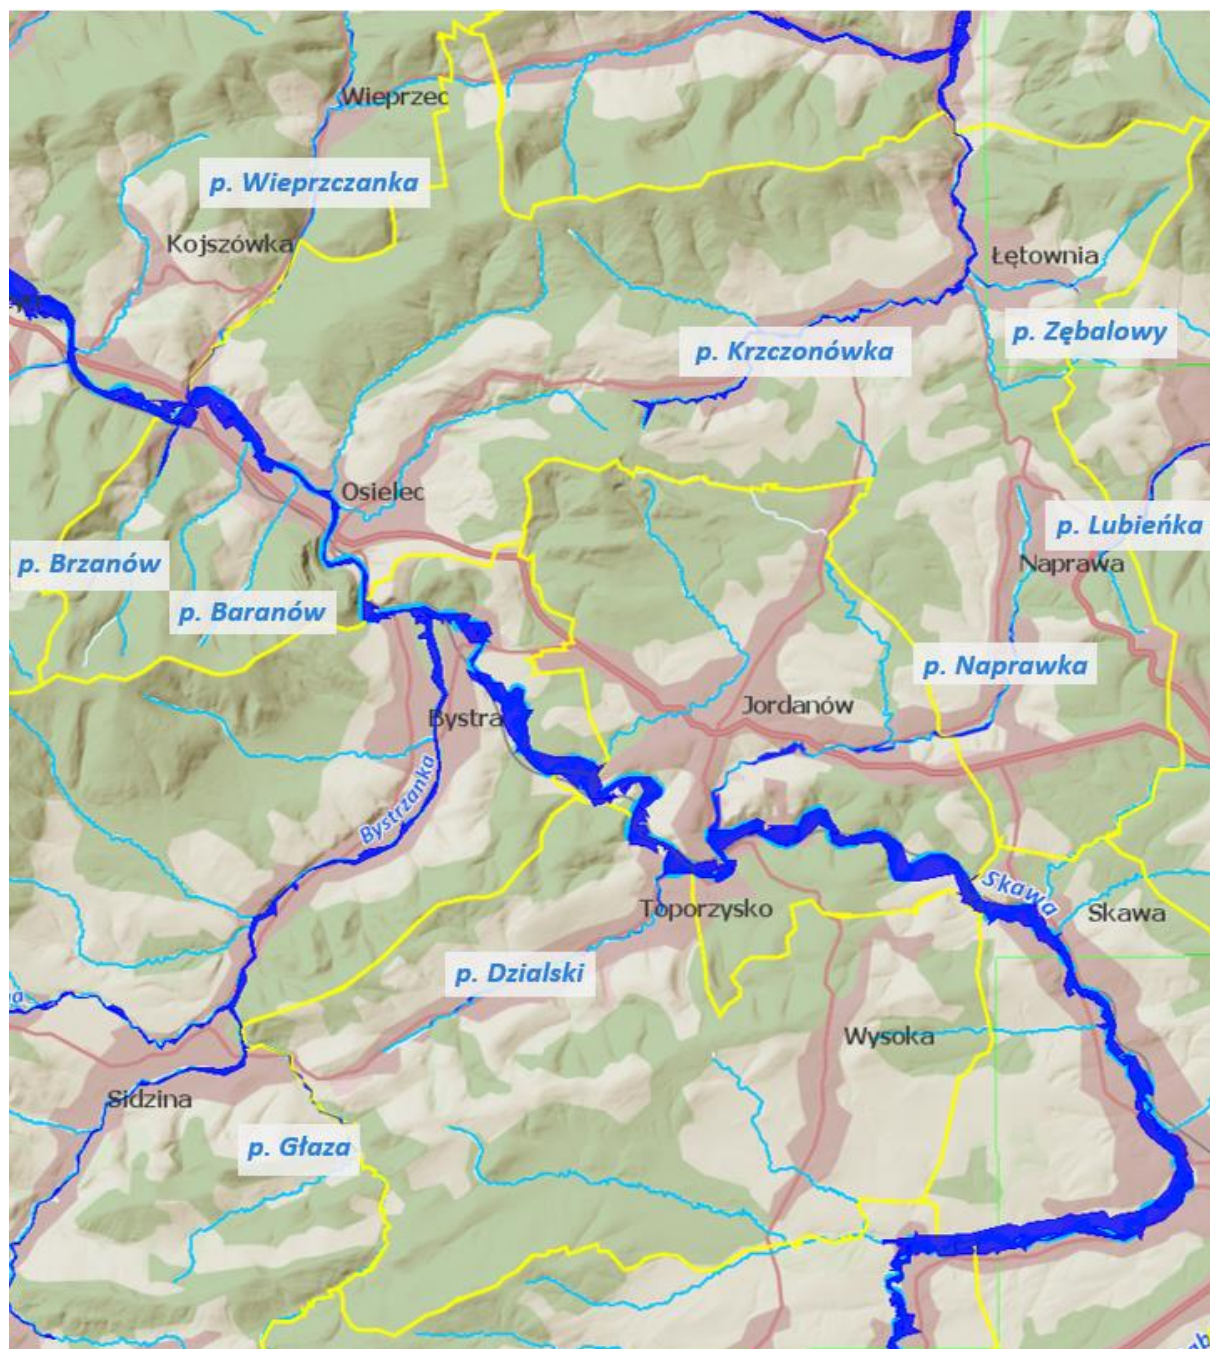 Wieprzec
p. Wieprzczanka
Kojszówka
Łętownia
p. Zębalowy
p. Krzczonówka
Osielec
p. Lubieńka
p. Brzanów
Naprawa
p. Baranów
p. Naprawka
Jordanów
Bystra
Bystrzanka
Skawa
Toporzysko
Skawa
p. Dzialski
Wysoka
Sidzina
p. Głaza